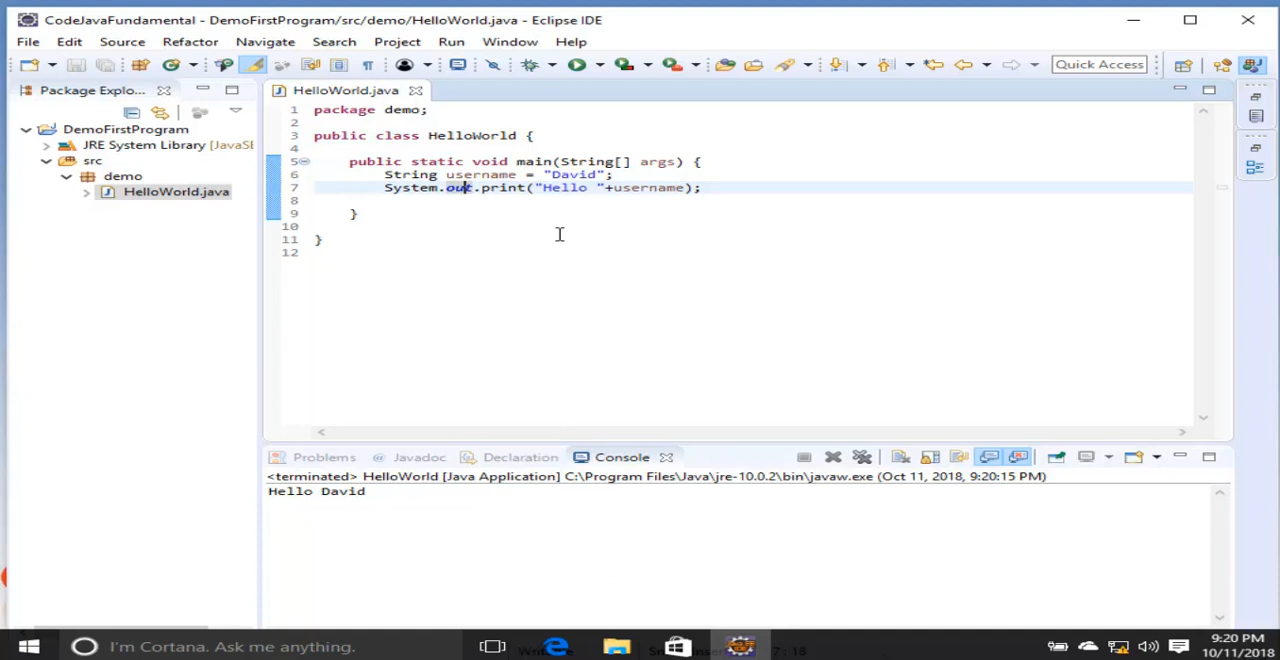 CodeJavaFundamental - DemoFirstProgram/src/demo/HelloWorld.java - Eclipse IDE
File Edit Source Refactor Navigate Search Project Run Window Help
Quick Access
Package Explo...
HelloWorld.java
DemoFirstProgram
JRE System Library [JavaSE
src
demo
HelloWorld.java
1 package demo;
2
3 public class HelloWorld {
4
5 public static void main(String[] args) {
6 String username = "David";
7 System.out.print("Hello "+username);
8
9 }
10
11 }
12
Problems @ Javadoc Declaration Console
<terminated> HelloWorld [Java Application] C:\Program Files\Java\jre-10.0.2\bin\javaw.exe (Oct 11, 2018, 9:20:15 PM)
Hello David
I'm Cortana. Ask me anything.
7 : 18
9:20 PM
10/11/2018